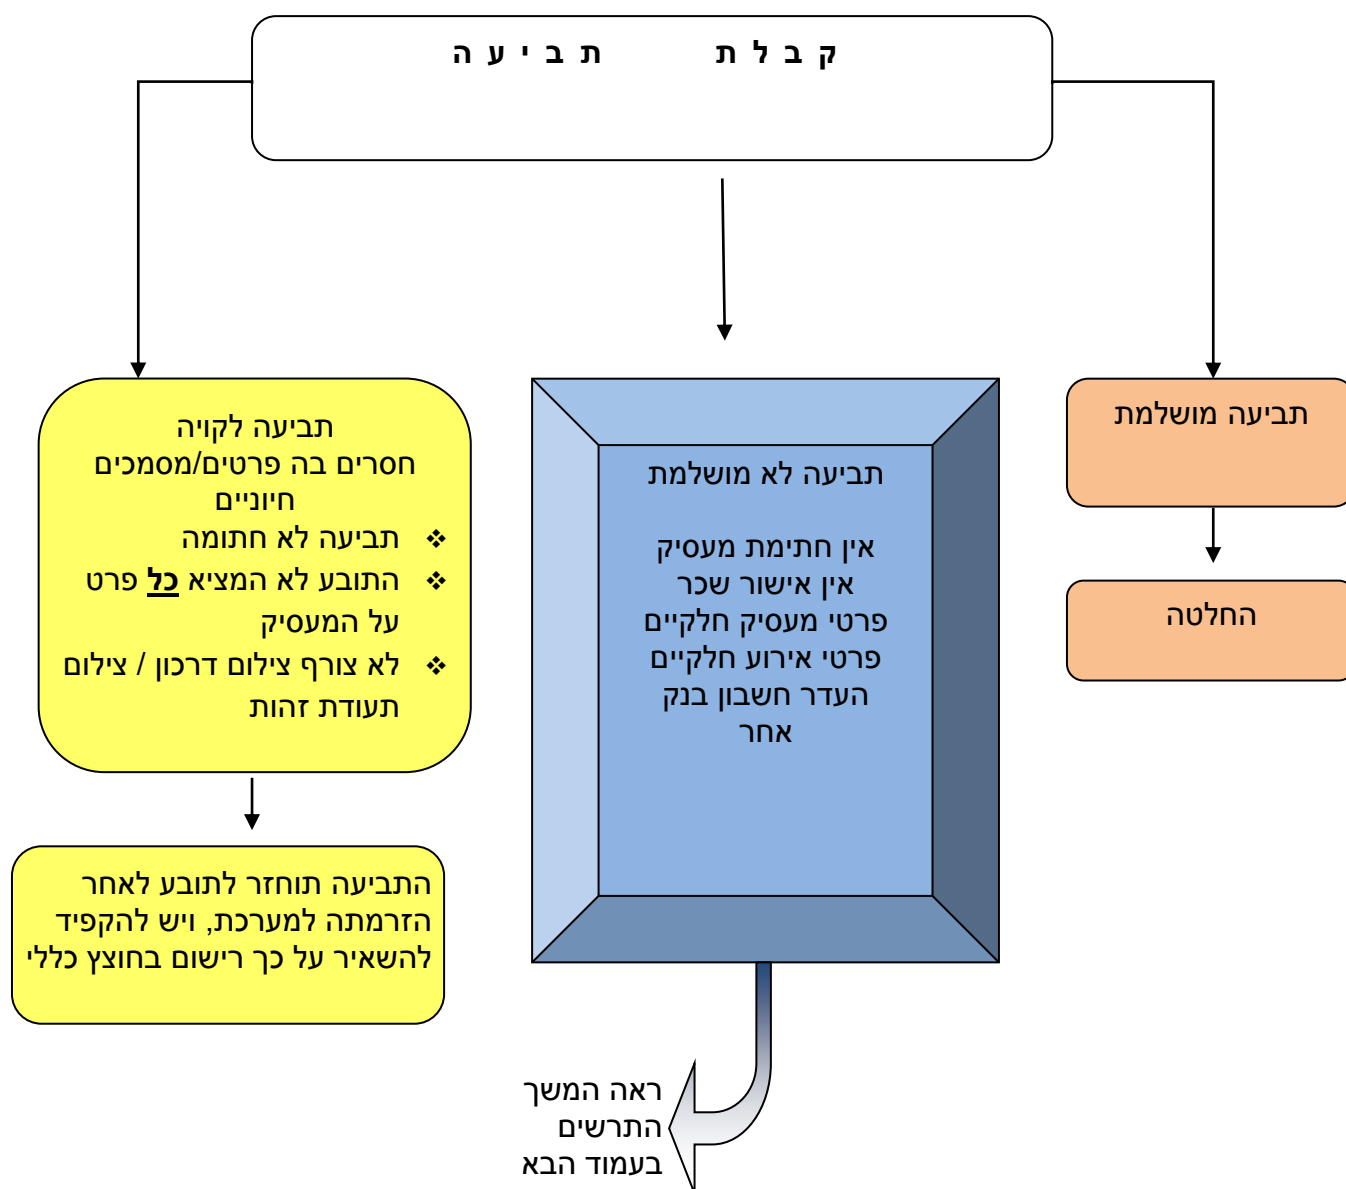 קבלת תביעה
תביעה מושלמת
החלטה
תביעה לא מושלמת
אין חתימת מעסיק
אין אישור שכר
פרטי מעסיק חלקיים
פרטי אירוע חלקיים
העדר חשבון בנק
אחר
ראה המשך
התרשים
בעמוד הבא
תביעה לקויה
חסרים בה פרטים/מסמכים
חיוניים
❖ תביעה לא חתומה
❖ התובע לא המציא כל פרט
על המעסיק
❖ לא צורף צילום דרכון / צילום
תעודת זהות
התביעה תוחזר לתובע לאחר
הזרמתה למערכת, ויש להקפיד
להשאיר על כך רישום בחוצץ כללי